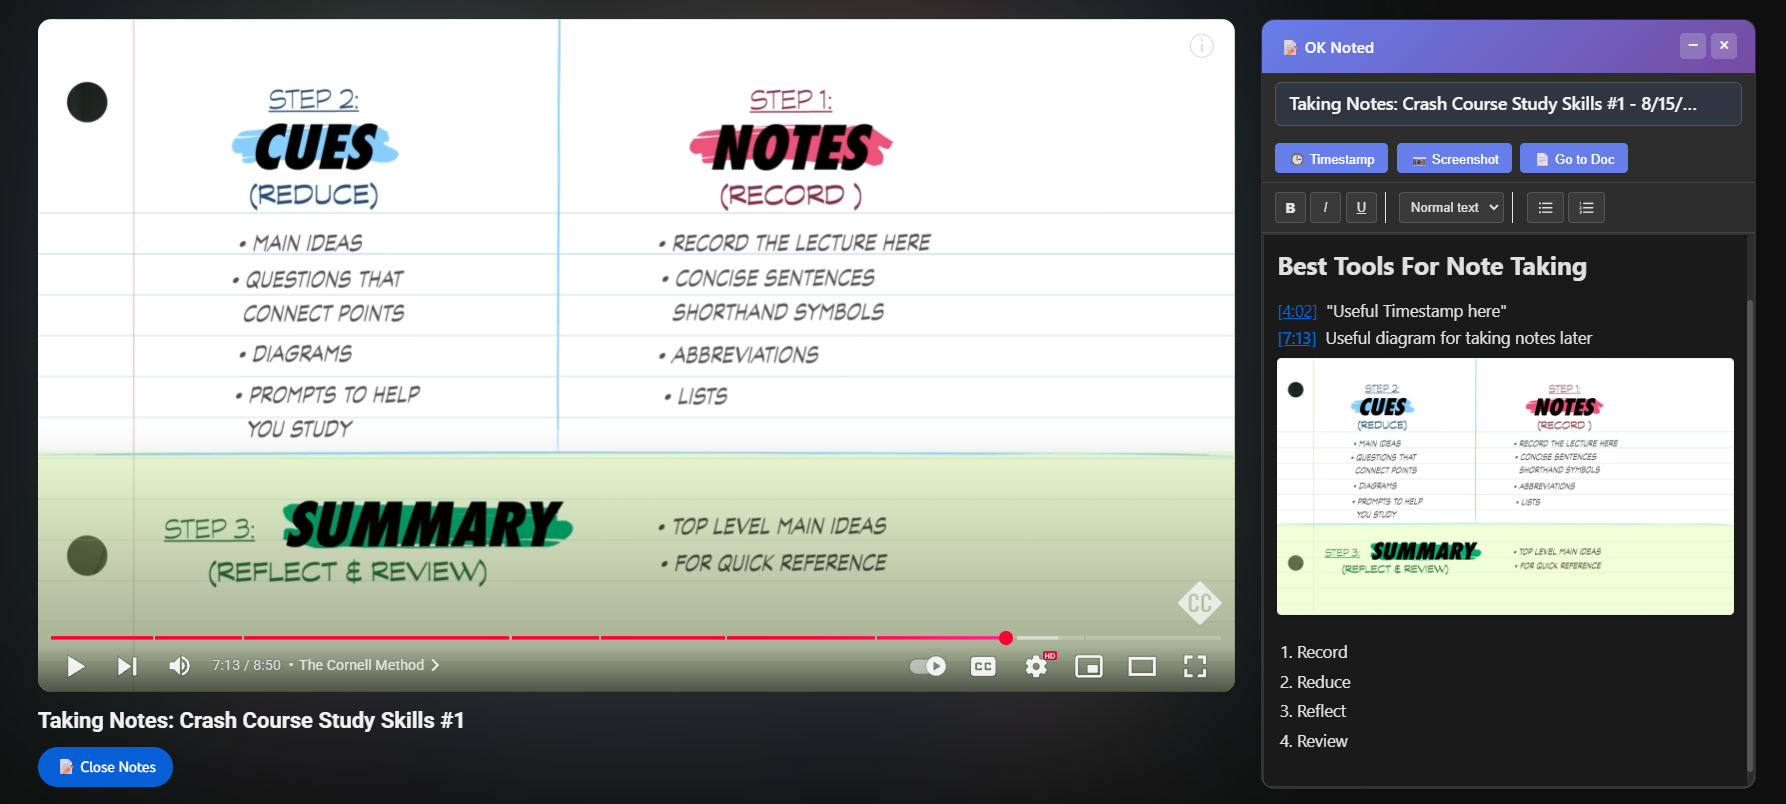 STEP 2:
CUES
(REDUCE)
• MAIN IDEAS
• QUESTIONS THAT
CONNECT POINTS
• DIAGRAMS
• PROMPTS TO HELP
YOU STUDY
STEP 1:
NOTES
(RECORD )
• RECORD THE LECTURE HERE
• CONCISE SENTENCES
SHORTHAND SYMBOLS
• ABBREVIATIONS
• LISTS
STEP 3: SUMMARY
(REFLECT & REVIEW)
• TOP LEVEL MAIN IDEAS
• FOR QUICK REFERENCE
CC
7:13 / 8:50 • The Cornell Method
CC
HD
Taking Notes: Crash Course Study Skills #1
Close Notes
OK Noted
Taking Notes: Crash Course Study Skills #1 - 8/15/...
Timestamp Screenshot Go to Doc
B I U Normal text
Best Tools For Note Taking
[4:02] "Useful Timestamp here"
[7:13] Useful diagram for taking notes later
STEP 2:
CUES
(REDUCE)
• MAIN IDEAS
• QUESTIONS THAT
CONNECT POINTS
• DIAGRAMS
• PROMPTS TO HELP
YOU STUDY
STEP 1:
NOTES
(RECORD )
• RECORD THE LECTURE HERE
• CONCISE SENTENCES
SHORTHAND SYMBOLS
• ABBREVIATIONS
• LISTS
STEP 3: SUMMARY
(REFLECT & REVIEW)
• TOP LEVEL MAIN IDEAS
• FOR QUICK REFERENCE
1. Record
2. Reduce
3. Reflect
4. Review